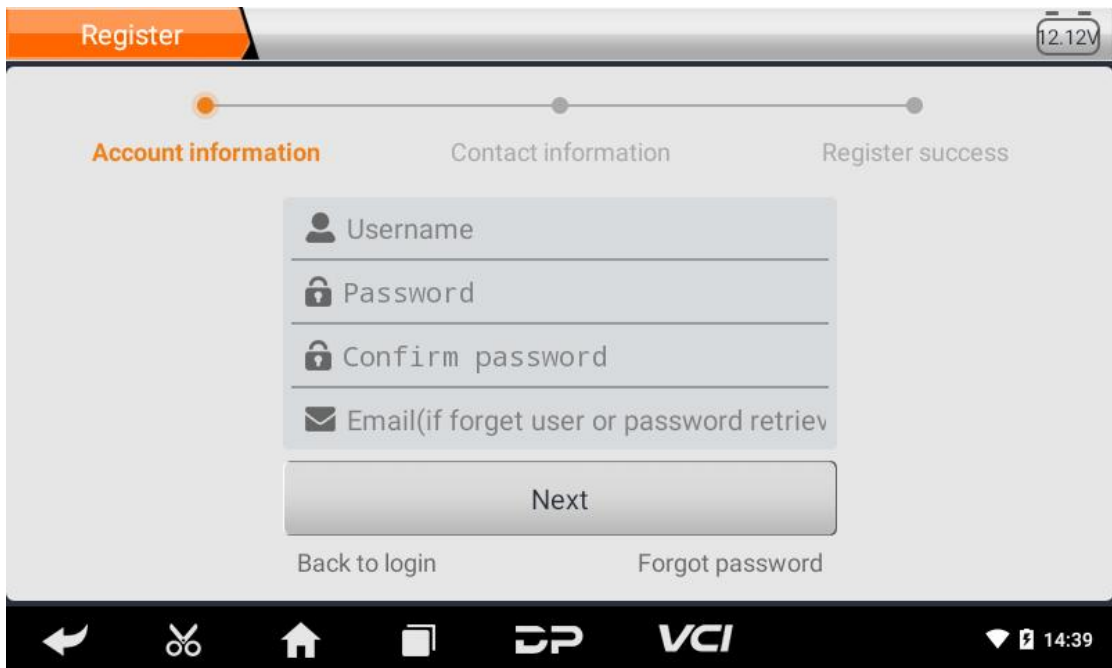 Register
12.12V
Account information
Contact information
Register success
Username
Password
Confirm password
Email(if forget user or password retriev
Next
Back to login
Forgot password
DP
VCI
14:39